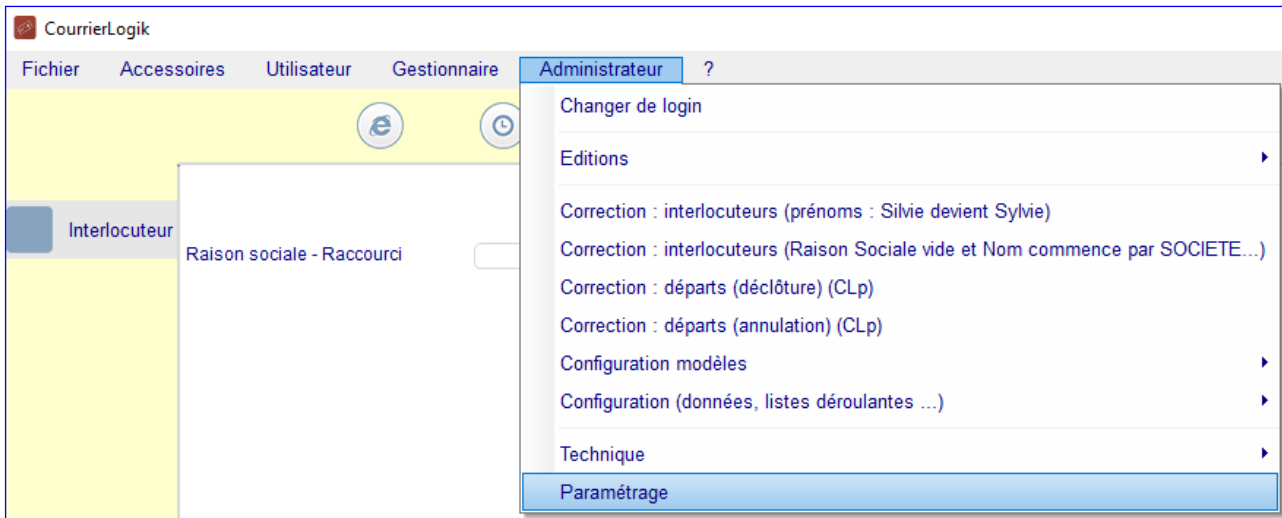 CourrierLogik
Fichier Accessoires Utilisateur Gestionnaire Administrateur ?
Changer de login
Editions
Correction : interlocuteurs (prénoms : Silvie devient Sylvie)
Interlocuteur
Raison sociale - Raccourci
Correction : interlocuteurs (Raison Sociale vide et Nom commence par SOCIETE...)
Correction : départs (déclôture) (CLp)
Correction : départs (annulation) (CLp)
Configuration modèles
Configuration (données, listes déroulantes ...)
Technique
Paramétrage